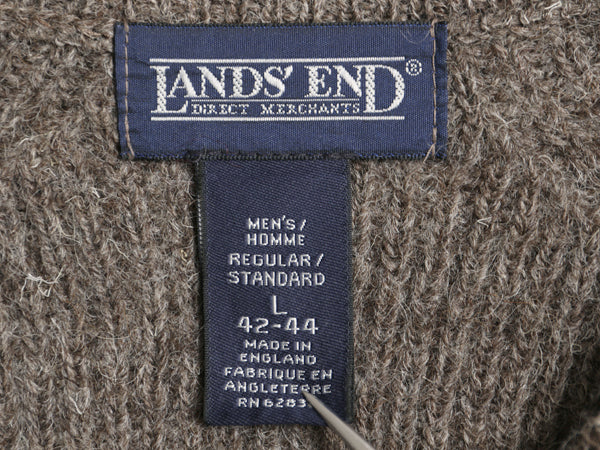 LANDS' END®
DIRECT MERCHANTS
MEN'S/
HOMME
REGULAR/
STANDARD
L
42-44
MADE IN
ENGLAND
FABRIQUE EN
ANGLETERRE